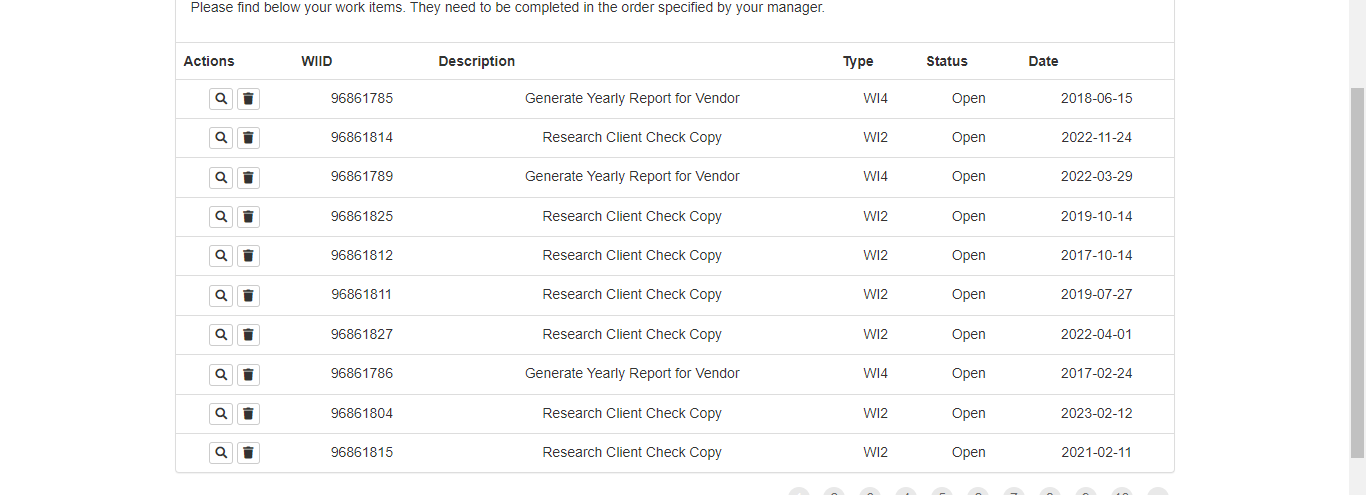 Please find below your work items. They need to be completed in the order specified by your manager.
Actions WIID Description Type Status Date
96861785 Generate Yearly Report for Vendor WI4 Open 2018-06-15
96861814 Research Client Check Copy WI2 Open 2022-11-24
96861789 Generate Yearly Report for Vendor WI4 Open 2022-03-29
96861825 Research Client Check Copy WI2 Open 2019-10-14
96861812 Research Client Check Copy WI2 Open 2017-10-14
96861811 Research Client Check Copy WI2 Open 2019-07-27
96861827 Research Client Check Copy WI2 Open 2022-04-01
96861786 Generate Yearly Report for Vendor WI4 Open 2017-02-24
96861804 Research Client Check Copy WI2 Open 2023-02-12
96861815 Research Client Check Copy WI2 Open 2021-02-11